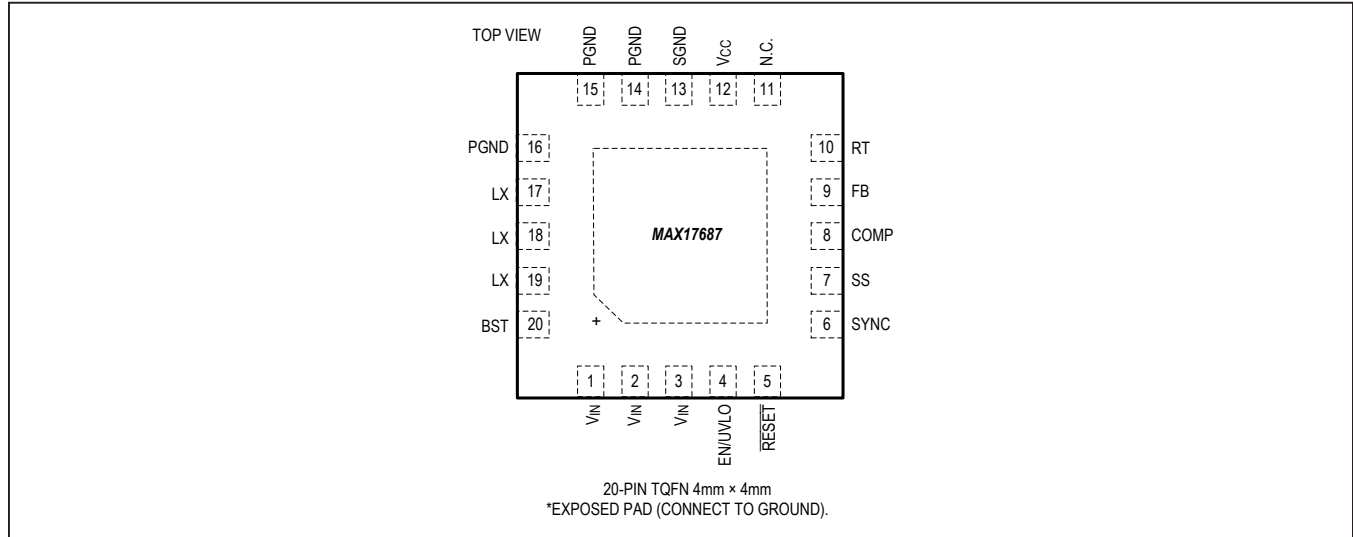 TOP VIEW
PGND
PGND
SGND
VCC
N.C.
15
14
13
12
11
PGND 16
10 RT
LX 17
9 FB
LX 18
MAX17687
8 COMP
LX 19
7 SS
BST 20
+
6 SYNC
1
2
3
4
5
VIN
VIN
VIN
EN/UVLO
RESET
20-PIN TQFN 4mm × 4mm
*EXPOSED PAD (CONNECT TO GROUND).